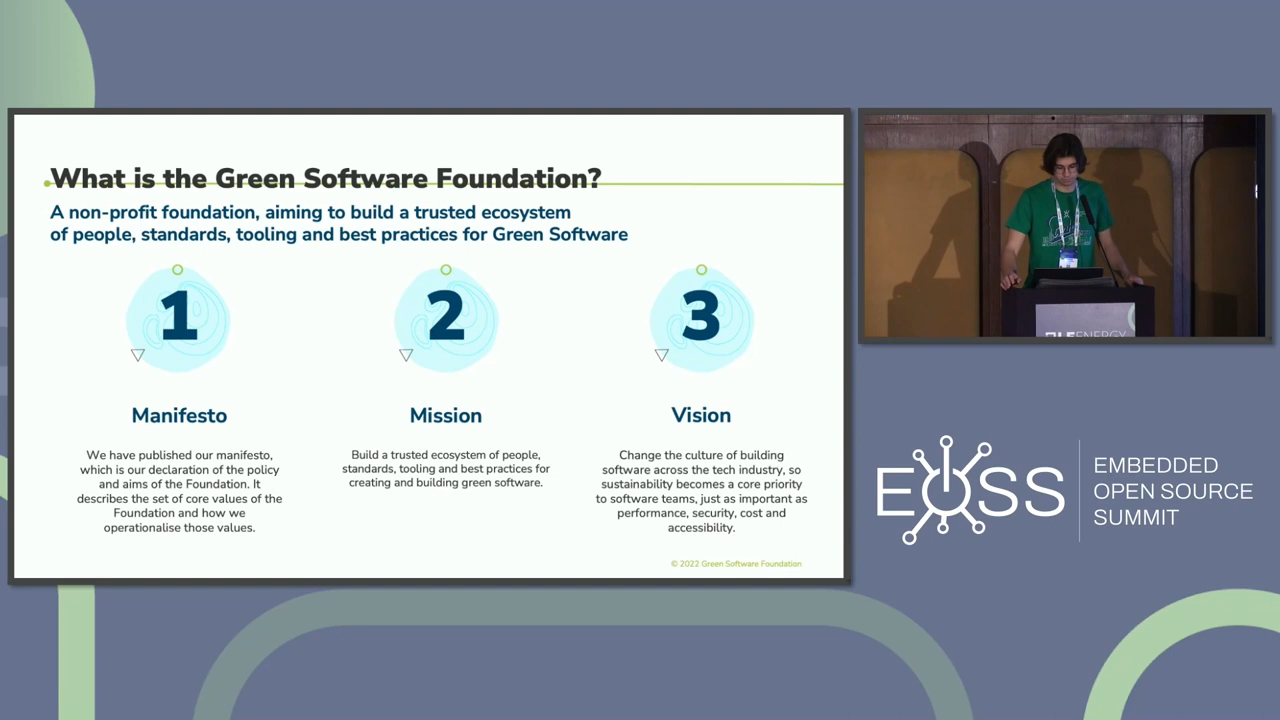 What is the Green Software Foundation?
A non-profit foundation, aiming to build a trusted ecosystem
of people, standards, tooling and best practices for Green Software
1
Manifesto
We have published our manifesto,
which is our declaration of the policy
and aims of the Foundation. It
describes the set of core values of the
Foundation and how we
operationalise those values.
2
Mission
Build a trusted ecosystem of people,
standards, tooling and best practices for
creating and building green software.
3
Vision
Change the culture of building
software across the tech industry, so
sustainability becomes a core priority
to software teams, just as important as
performance, security, cost and
accessibility.
© 2022 Green Software Foundation
LFENERGY
EOSS
EMBEDDED
OPEN SOURCE
SUMMIT